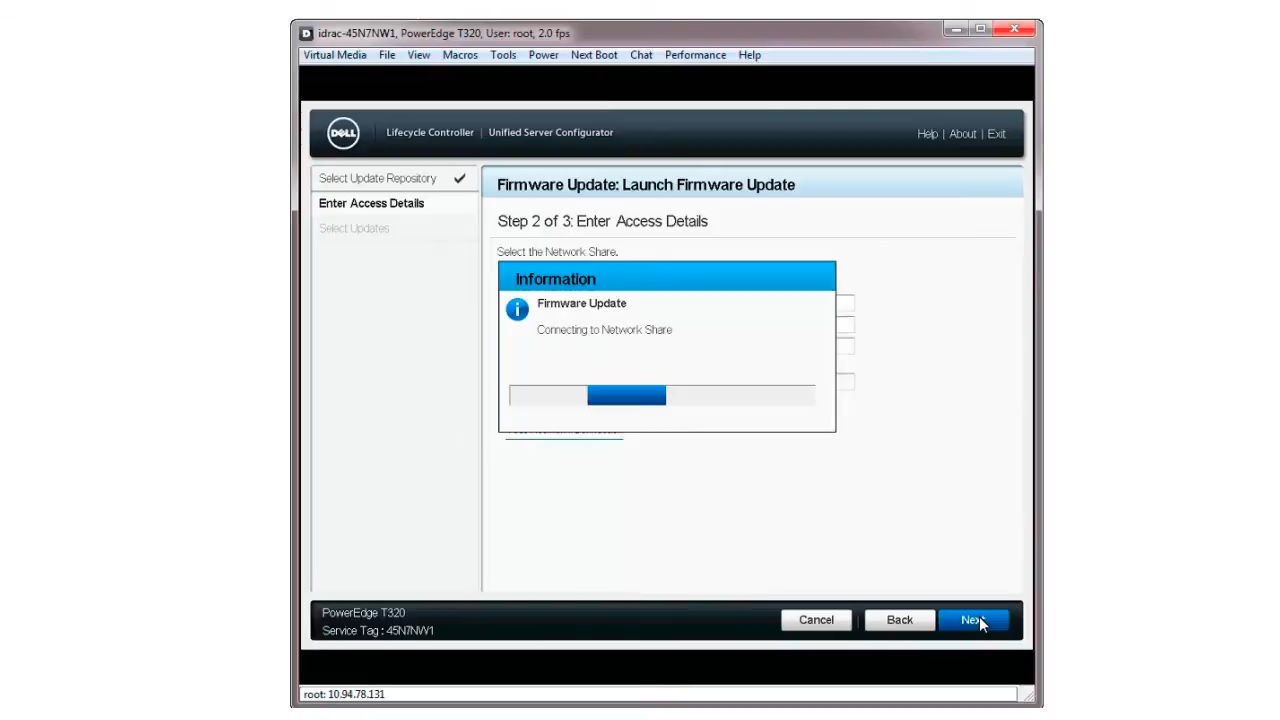 idrac-45N7NW1, PowerEdge T320, User: root, 2.0 fps
Virtual Media File View Macros Tools Power Next Boot Chat Performance Help
DELL Lifecycle Controller | Unified Server Configurator Help | About | Exit
Select Update Repository
Enter Access Details
Select Updates
Firmware Update: Launch Firmware Update
Step 2 of 3: Enter Access Details
Select the Network Share.
Information
Firmware Update
Connecting to Network Share
PowerEdge T320
Service Tag : 45N7NW1
Cancel Back Next
root: 10.94.78.131